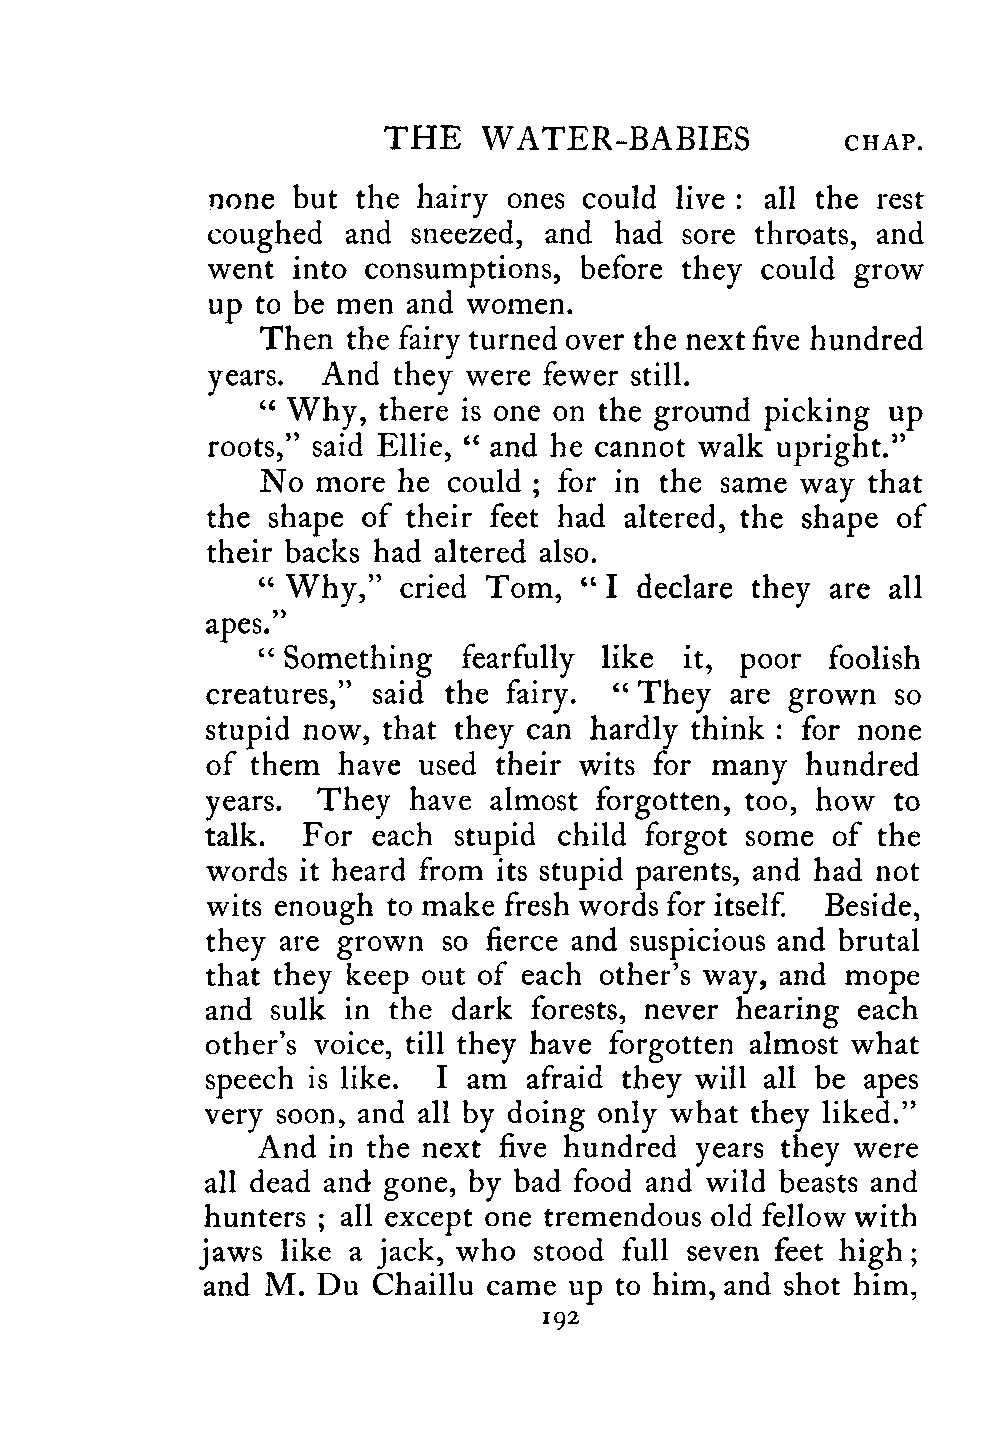 THE WATER-BABIES CHAP.
none but the hairy ones could live : all the rest
coughed and sneezed, and had sore throats, and
went into consumptions, before they could grow
up to be men and women.
Then the fairy turned over the next five hundred
years. And they were fewer still.
“ Why, there is one on the ground picking up
roots,” said Ellie, “ and he cannot walk upright.”
No more he could ; for in the same way that
the shape of their feet had altered, the shape of
their backs had altered also.
“ Why,” cried Tom, “ I declare they are all
apes.”
“ Something fearfully like it, poor foolish
creatures,” said the fairy. “ They are grown so
stupid now, that they can hardly think : for none
of them have used their wits for many hundred
years. They have almost forgotten, too, how to
talk. For each stupid child forgot some of the
words it heard from its stupid parents, and had not
wits enough to make fresh words for itself. Beside,
they are grown so fierce and suspicious and brutal
that they keep out of each other’s way, and mope
and sulk in the dark forests, never hearing each
other’s voice, till they have forgotten almost what
speech is like. I am afraid they will all be apes
very soon, and all by doing only what they liked.”
And in the next five hundred years they were
all dead and gone, by bad food and wild beasts and
hunters ; all except one tremendous old fellow with
jaws like a jack, who stood full seven feet high ;
and M. Du Chaillu came up to him, and shot him,
192